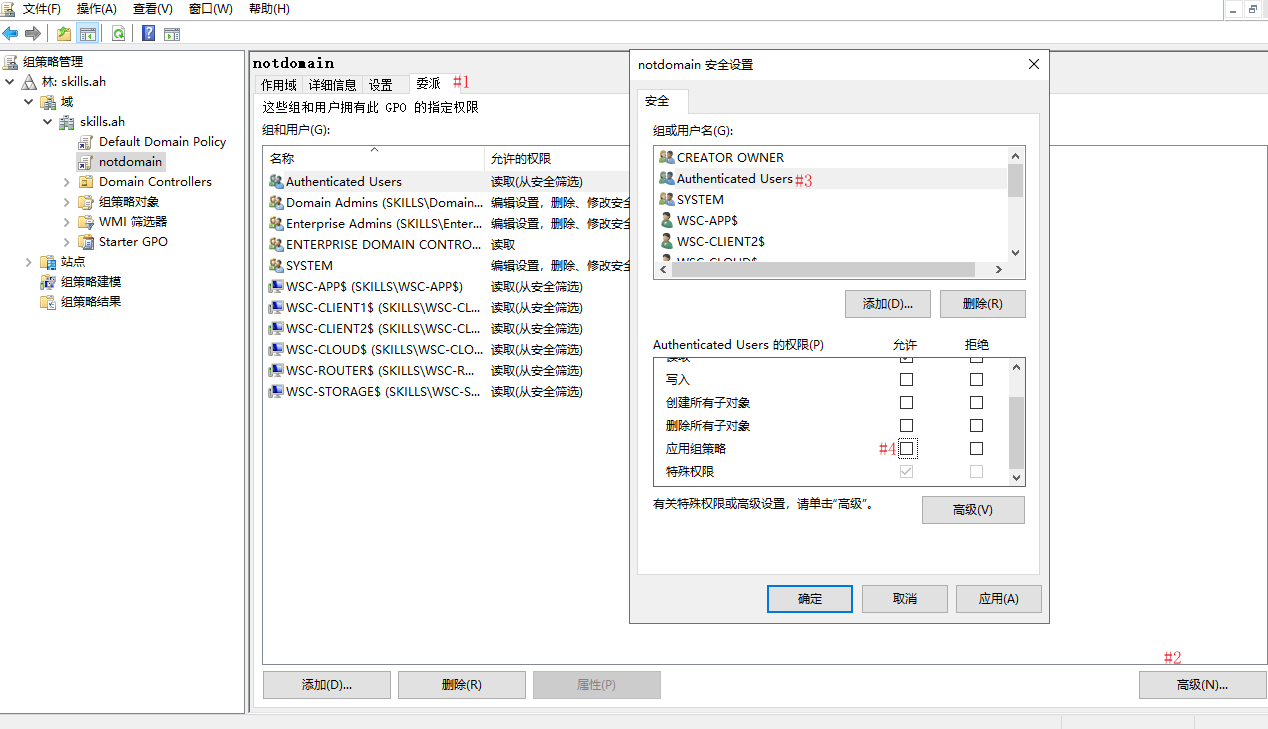 文件(F) 操作(A) 查看(V) 窗口(W) 帮助(H)
组策略管理
林: skills.ah
域
skills.ah
Default Domain Policy
notdomain
Domain Controllers
组策略对象
WMI 筛选器
Starter GPO
站点
组策略建模
组策略结果
notdomain
作用域 详细信息 设置 委派 #1
这些组和用户拥有此 GPO 的指定权限
组和用户(G):
名称 允许的权限
Authenticated Users 读取(从安全筛选)
Domain Admins (SKILLS\Domain... 编辑设置, 删除、修改安全
Enterprise Admins (SKILLS\Enter... 编辑设置, 删除、修改安全
ENTERPRISE DOMAIN CONTRO... 读取
SYSTEM 编辑设置, 删除、修改安全
WSC-APP$ (SKILLS\WSC-APP$) 读取(从安全筛选)
WSC-CLIENT1$ (SKILLS\WSC-CL... 读取(从安全筛选)
WSC-CLIENT2$ (SKILLS\WSC-CL... 读取(从安全筛选)
WSC-CLOUD$ (SKILLS\WSC-CLO... 读取(从安全筛选)
WSC-ROUTER$ (SKILLS\WSC-R... 读取(从安全筛选)
WSC-STORAGE$ (SKILLS\WSC-S... 读取(从安全筛选)
添加(D)... 删除(R) 属性(P)
#2
高级(N)...
notdomain 安全设置
安全
组或用户名(G):
CREATOR OWNER
Authenticated Users #3
SYSTEM
WSC-APP$
WSC-CLIENT2$
WSC-CLOUD$
添加(D)... 删除(R)
Authenticated Users 的权限(P) 允许 拒绝
读取
写入
创建所有子对象
删除所有子对象
应用组策略 #4
特殊权限
有关特殊权限或高级设置，请单击“高级”。
高级(V)
确定 取消 应用(A)